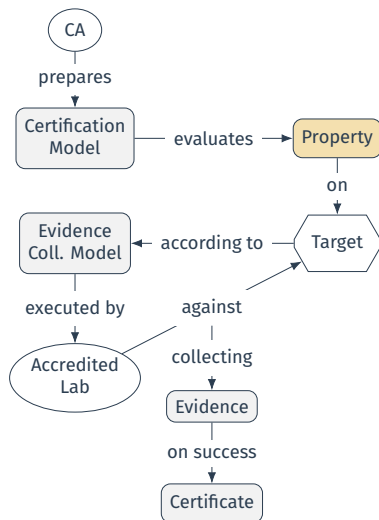 CA
prepares
Certification
Model
evaluates
Property
on
Target
according to
Evidence
Coll. Model
executed by
Accredited
Lab
against
collecting
Evidence
on success
Certificate